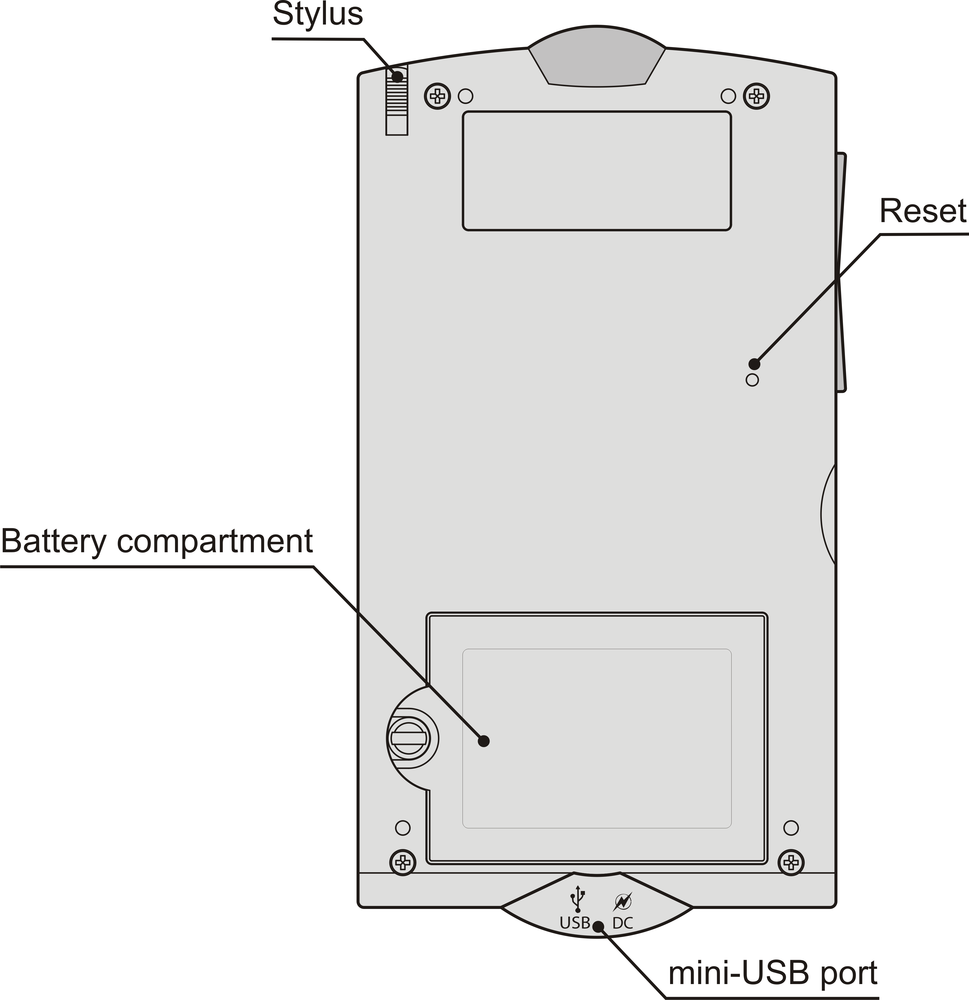 Stylus
Reset
Battery compartment
USB DC
mini-USB port